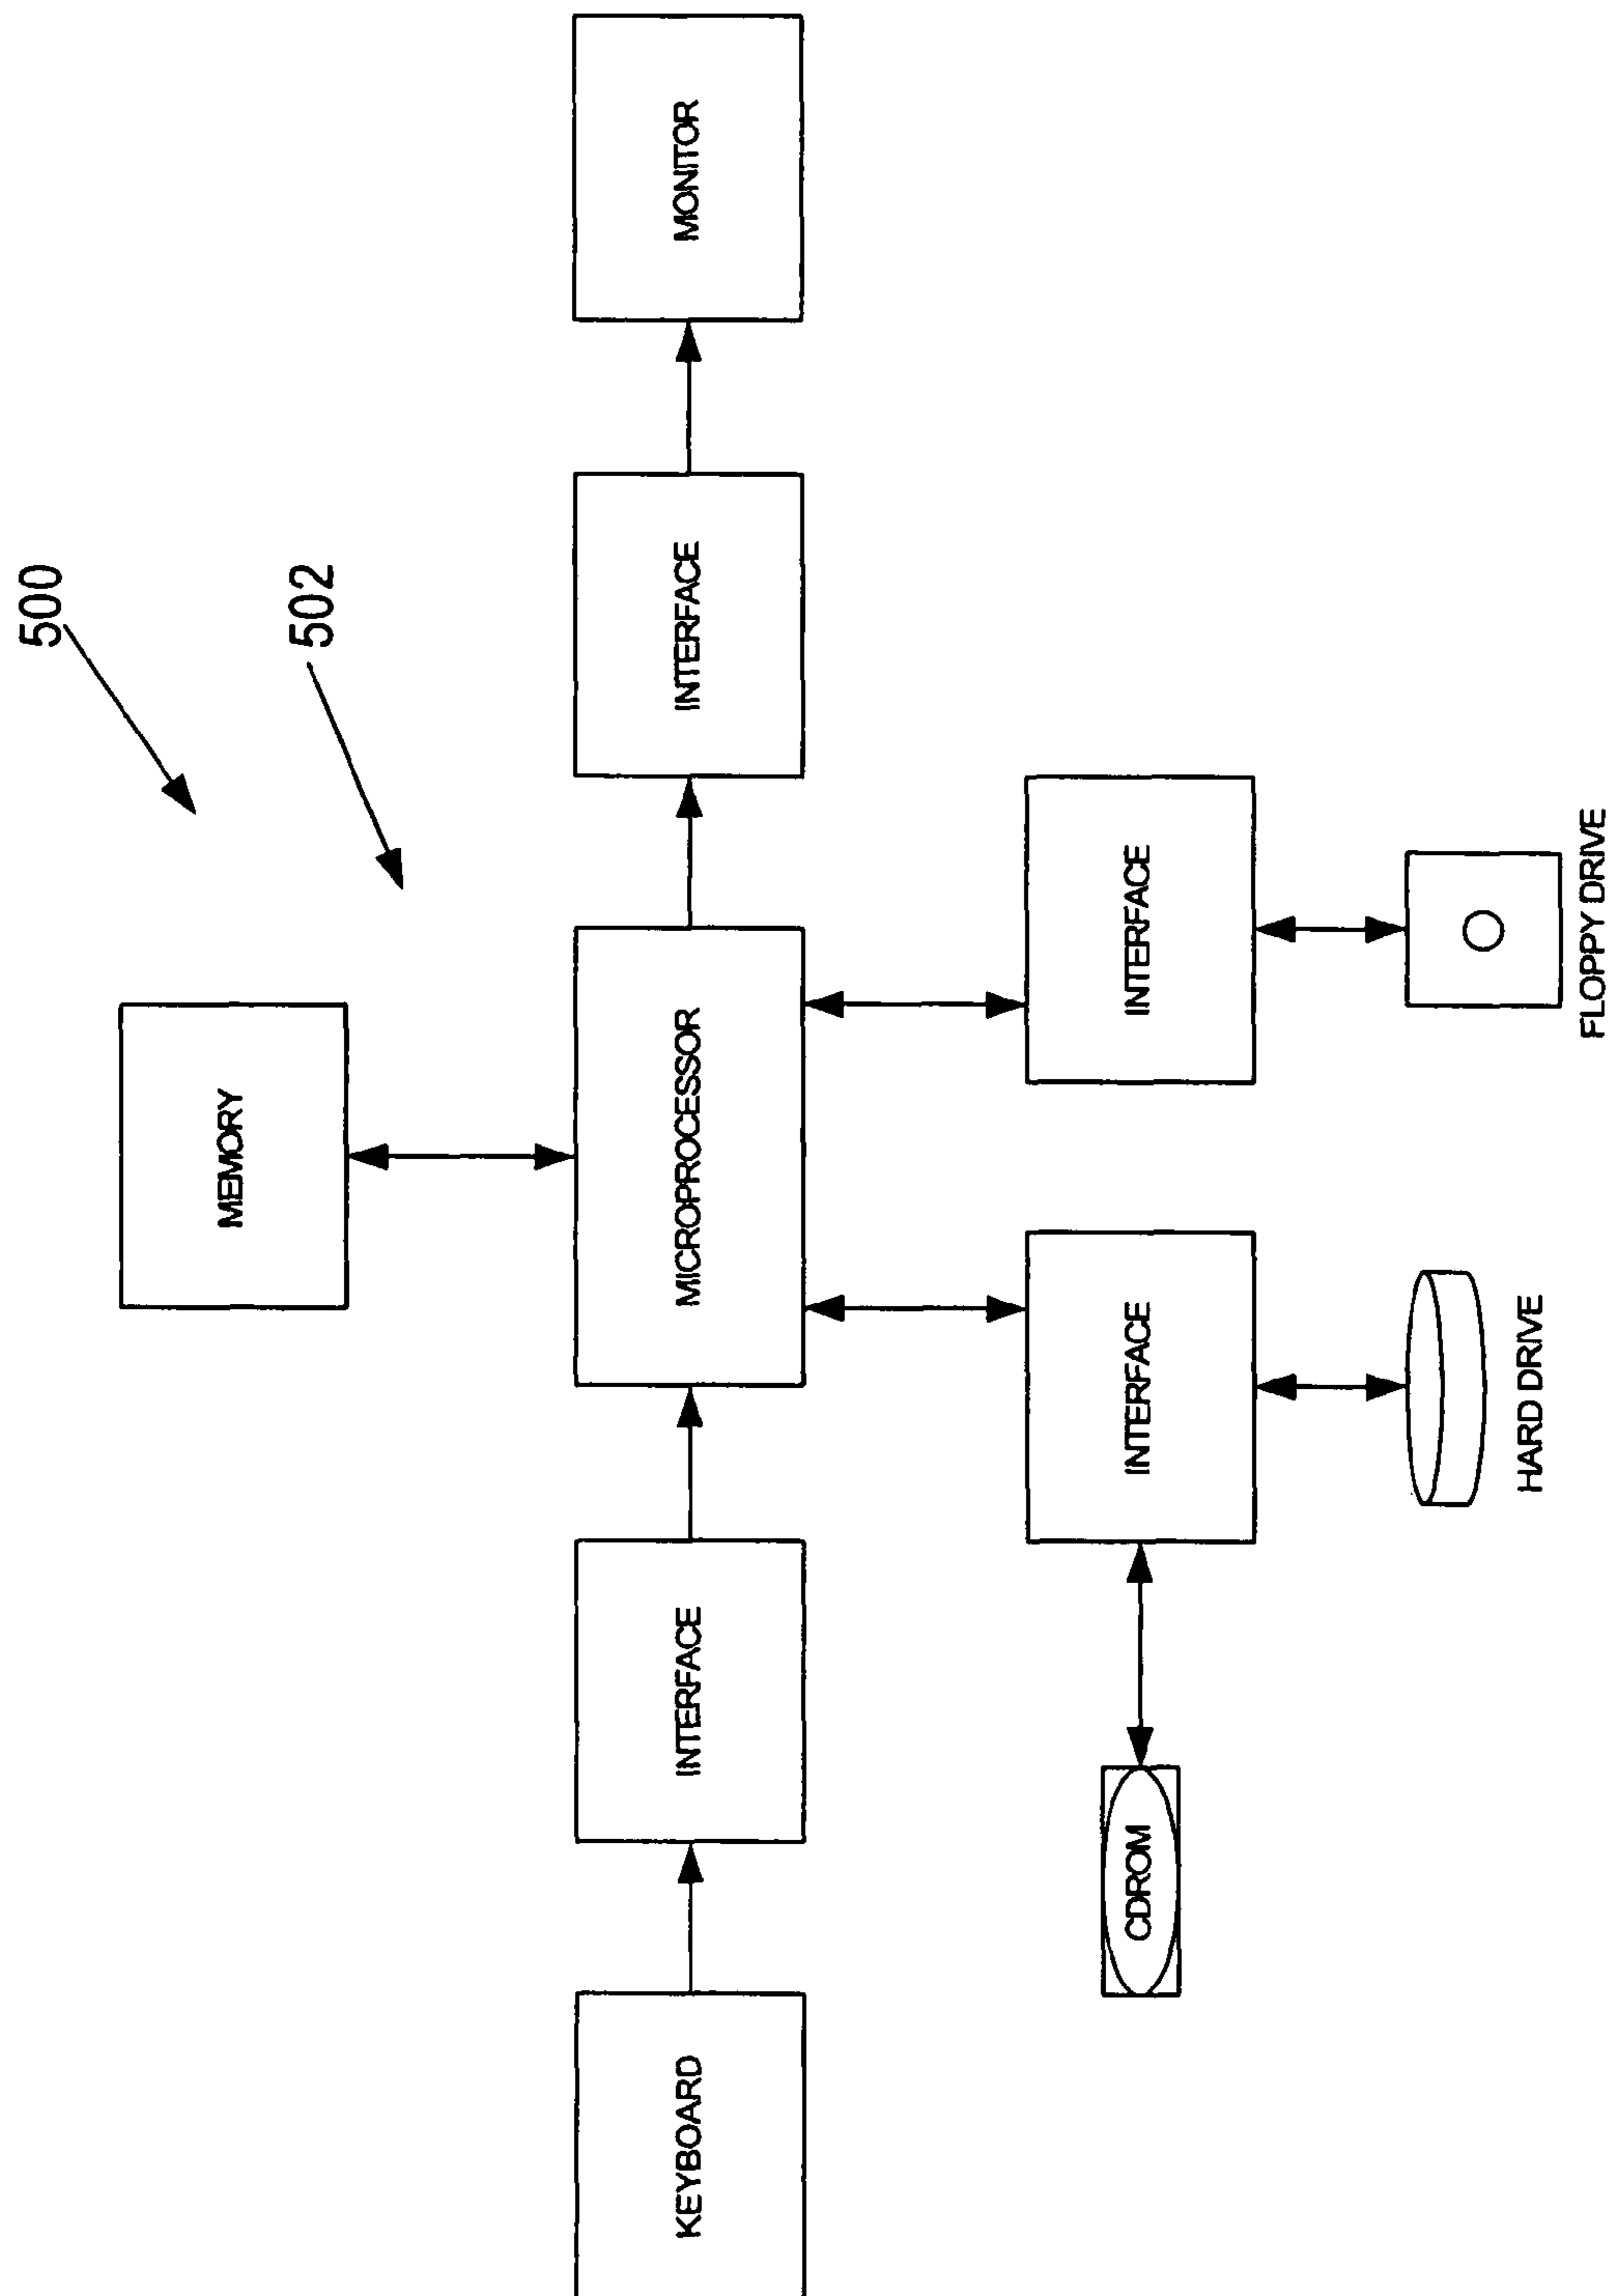 500
502
MEMORY
KEYBOARD
INTERFACE
MICROPROCESSOR
INTERFACE
MONITOR
CDROM
INTERFACE
INTERFACE
HARD DRIVE
FLOPPY DRIVE